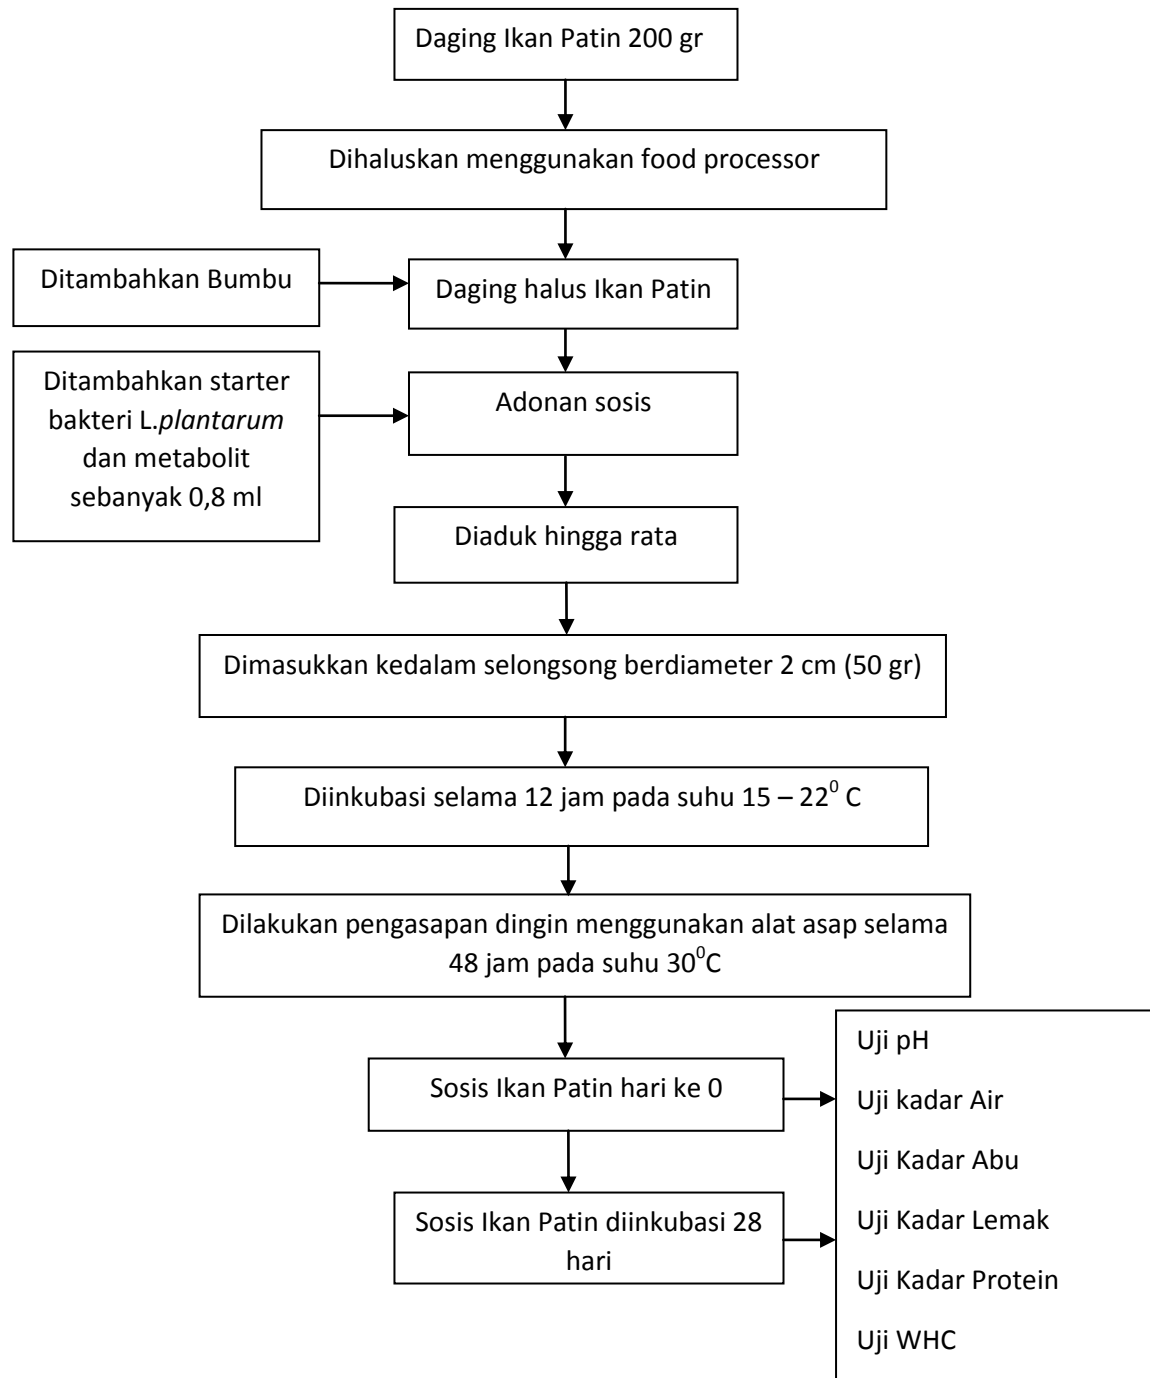 Daging Ikan Patin 200 gr
Dihaluskan menggunakan food processor
Ditambahkan Bumbu
Daging halus Ikan Patin
Ditambahkan starter
bakteri L.plantarum
dan metabolit
sebanyak 0,8 ml
Adonan sosis
Diaduk hingga rata
Dimasukkan kedalam selongsong berdiameter 2 cm (50 gr)
Diinkubasi selama 12 jam pada suhu 15 – 22⁰ C
Dilakukan pengasapan dingin menggunakan alat asap selama
48 jam pada suhu 30⁰C
Sosis Ikan Patin hari ke 0
Sosis Ikan Patin diinkubasi 28
hari
Uji pH
Uji kadar Air
Uji Kadar Abu
Uji Kadar Lemak
Uji Kadar Protein
Uji WHC